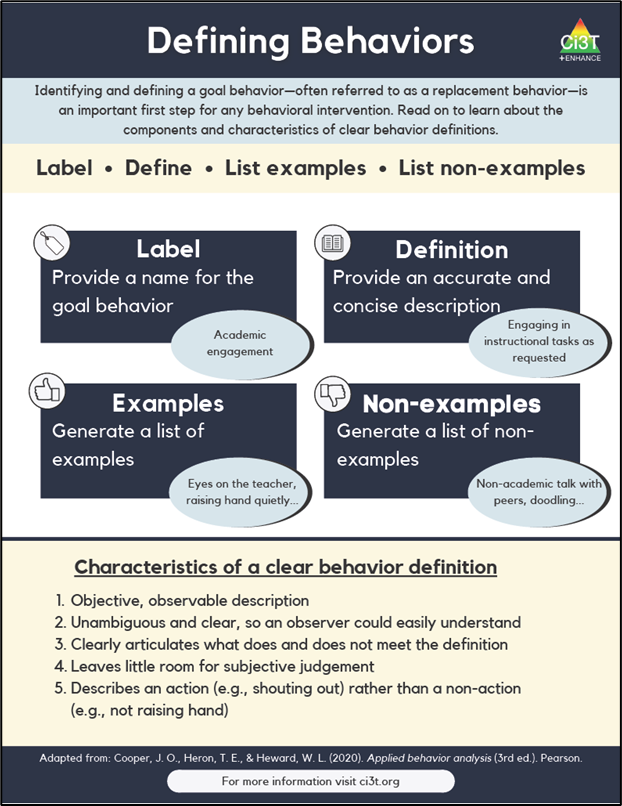 Defining Behaviors
Ci3T
+ENHANCE
Identifying and defining a goal behavior—often referred to as a replacement behavior—is
an important first step for any behavioral intervention. Read on to learn about the
components and characteristics of clear behavior definitions.
Label • Define • List examples • List non-examples
Label
Provide a name for the
goal behavior
Academic
engagement
Definition
Provide an accurate and
concise description
Engaging in
instructional tasks as
requested
Examples
Generate a list of
examples
Eyes on the teacher,
raising hand quietly...
Non-examples
Generate a list of non-
examples
Non-academic talk with
peers, doodling...
Characteristics of a clear behavior definition
1. Objective, observable description
2. Unambiguous and clear, so an observer could easily understand
3. Clearly articulates what does and does not meet the definition
4. Leaves little room for subjective judgement
5. Describes an action (e.g., shouting out) rather than a non-action
(e.g., not raising hand)
Adapted from: Cooper, J. O., Heron, T. E., & Heward, W. L. (2020). Applied behavior analysis (3rd ed.). Pearson.
For more information visit ci3t.org